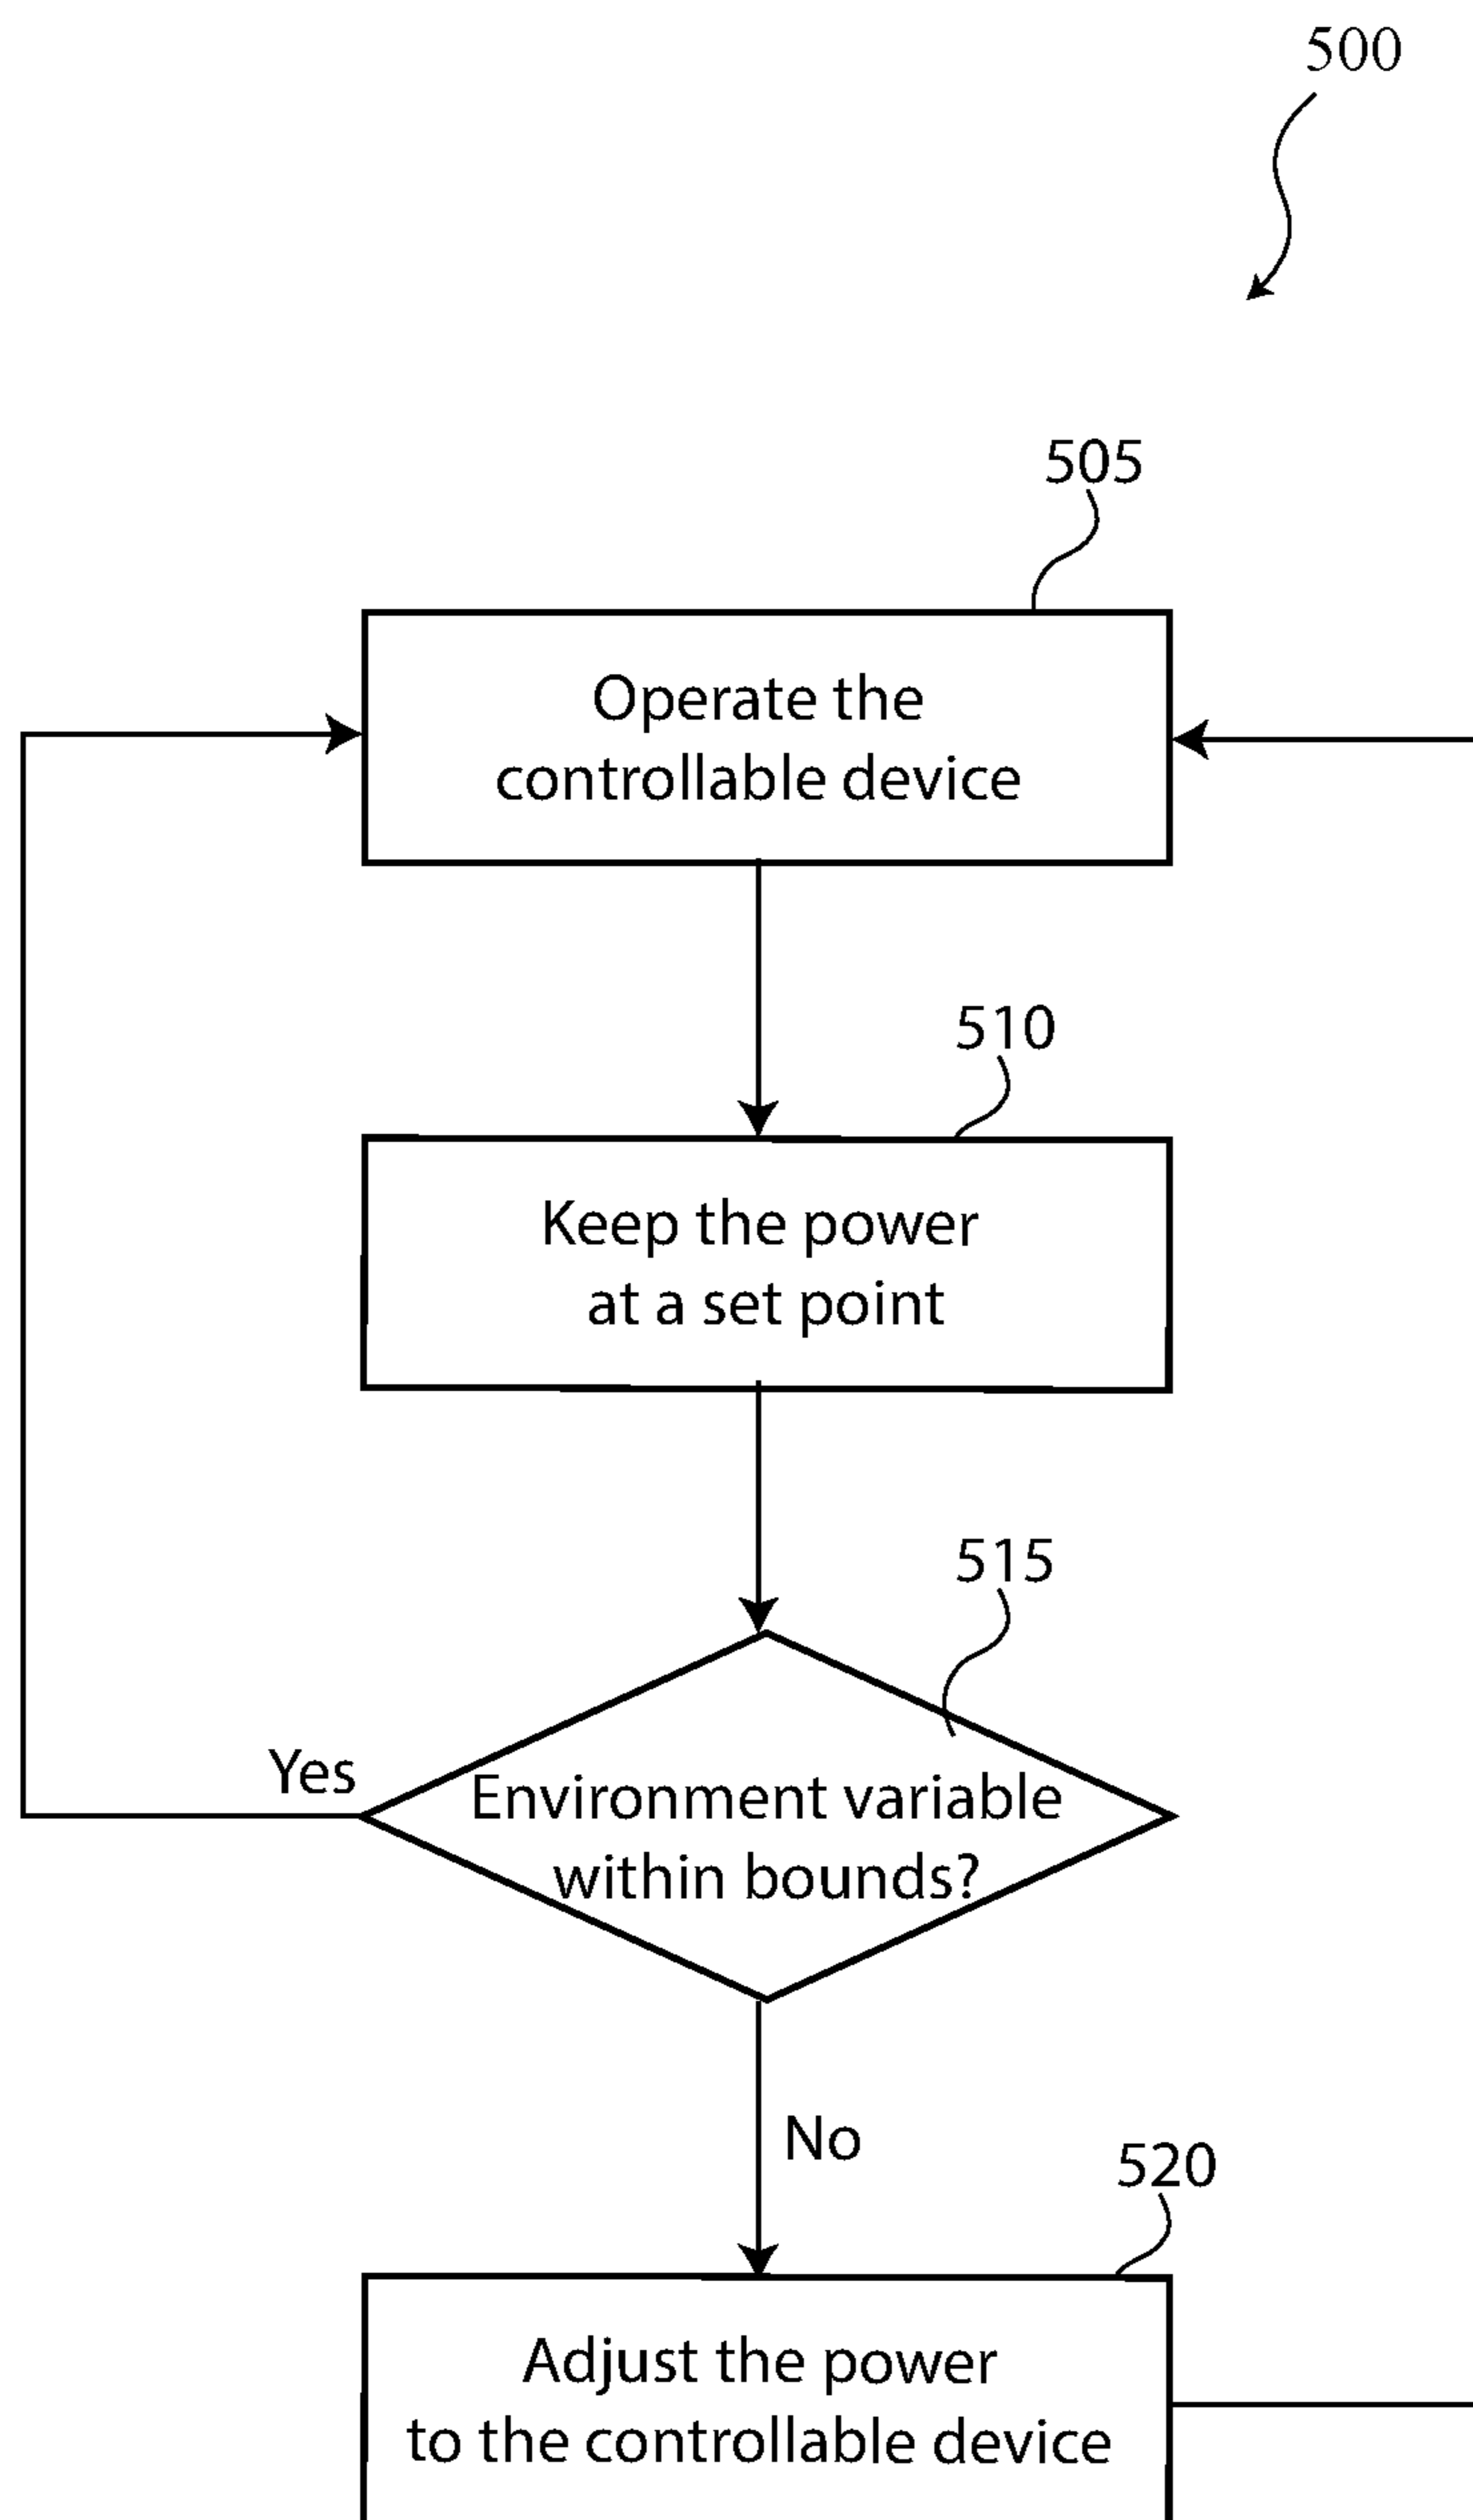 500
505
Operate the
controllable device
510
Keep the power
at a set point
515
Yes
Environment variable
within bounds?
No
520
Adjust the power
to the controllable device